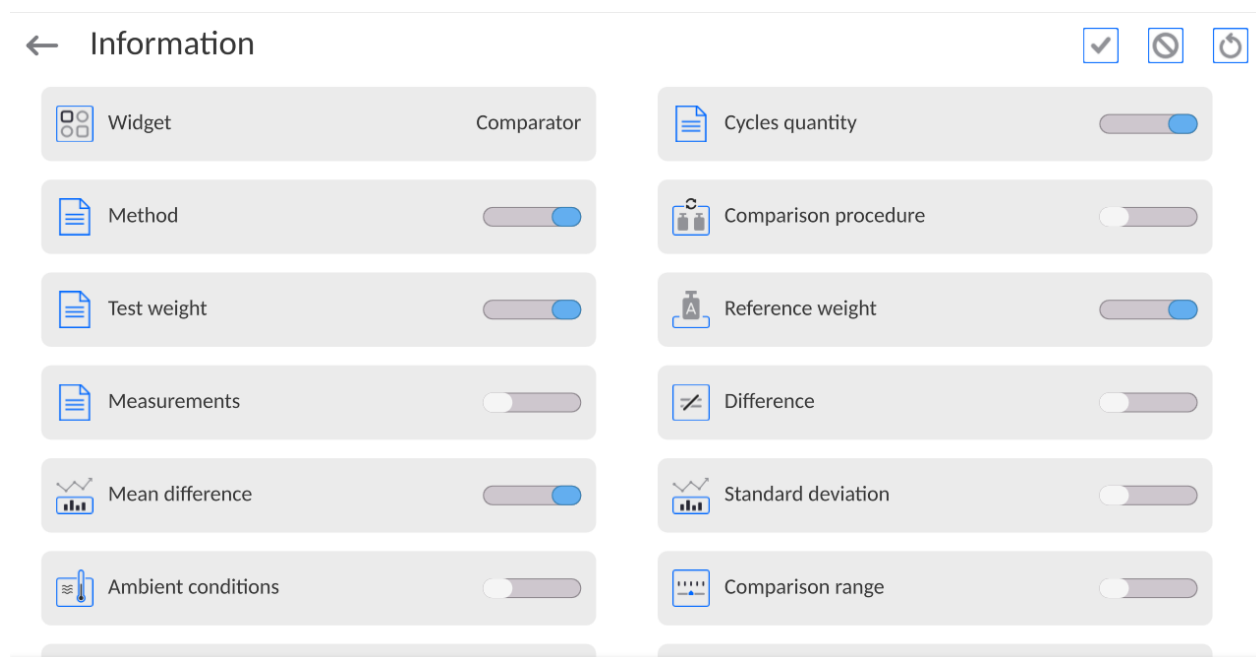 Information
Widget Comparator
Cycles quantity
Method
Comparison procedure
Test weight
Reference weight
A
Measurements
Difference
Mean difference
Standard deviation
Ambient conditions
Comparison range